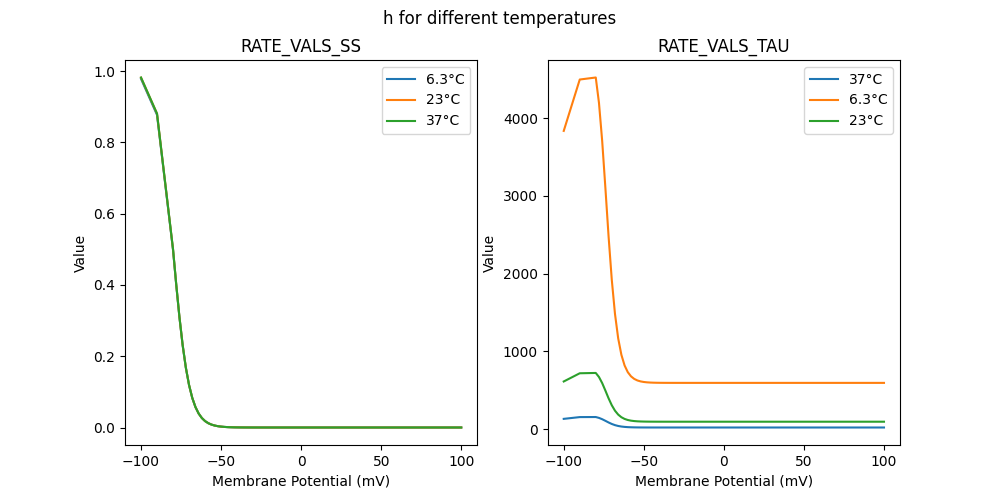 h for different temperatures
RATE_VALS_SS
1.0
0.8
0.6
0.4
0.2
0.0
Value
−100
−50
0
50
100
Membrane Potential (mV)
6.3°C
23°C
37°C
RATE_VALS_TAU
4000
3000
2000
1000
0
Value
−100
−50
0
50
100
Membrane Potential (mV)
37°C
6.3°C
23°C